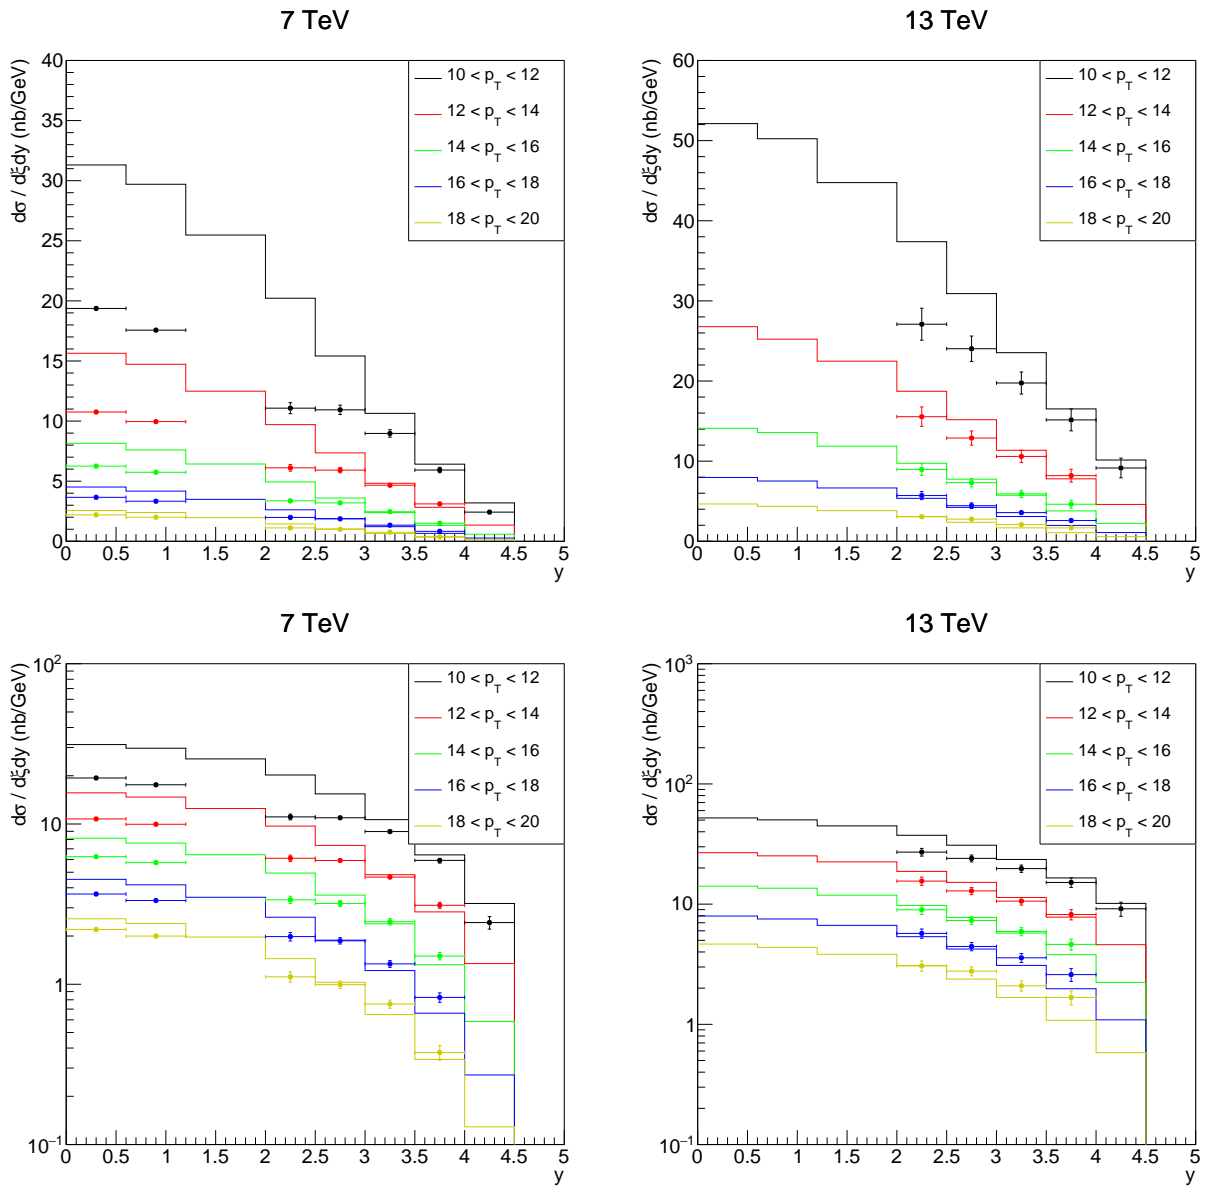 7 TeV
dσ / dξdy (nb/GeV)
40
35
30
25
20
15
10
5
0
0 0.5 1 1.5 2 2.5 3 3.5 4 4.5 5
y
10 < p_T < 12
12 < p_T < 14
14 < p_T < 16
16 < p_T < 18
18 < p_T < 20
13 TeV
dσ / dξdy (nb/GeV)
60
50
40
30
20
10
0
0 0.5 1 1.5 2 2.5 3 3.5 4 4.5 5
y
10 < p_T < 12
12 < p_T < 14
14 < p_T < 16
16 < p_T < 18
18 < p_T < 20
7 TeV
dσ / dξdy (nb/GeV)
10²
10
1
10⁻¹
0 0.5 1 1.5 2 2.5 3 3.5 4 4.5 5
y
10 < p_T < 12
12 < p_T < 14
14 < p_T < 16
16 < p_T < 18
18 < p_T < 20
13 TeV
dσ / dξdy (nb/GeV)
10³
10²
10
1
10⁻¹
0 0.5 1 1.5 2 2.5 3 3.5 4 4.5 5
y
10 < p_T < 12
12 < p_T < 14
14 < p_T < 16
16 < p_T < 18
18 < p_T < 20